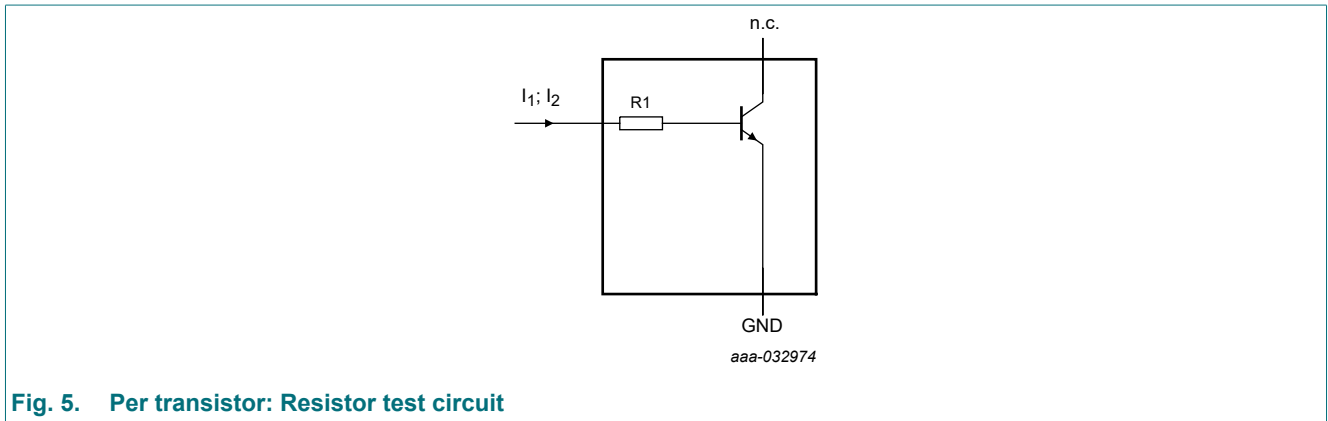 n.c.
I1; I2
R1
GND
aaa-032974
Fig. 5. Per transistor: Resistor test circuit